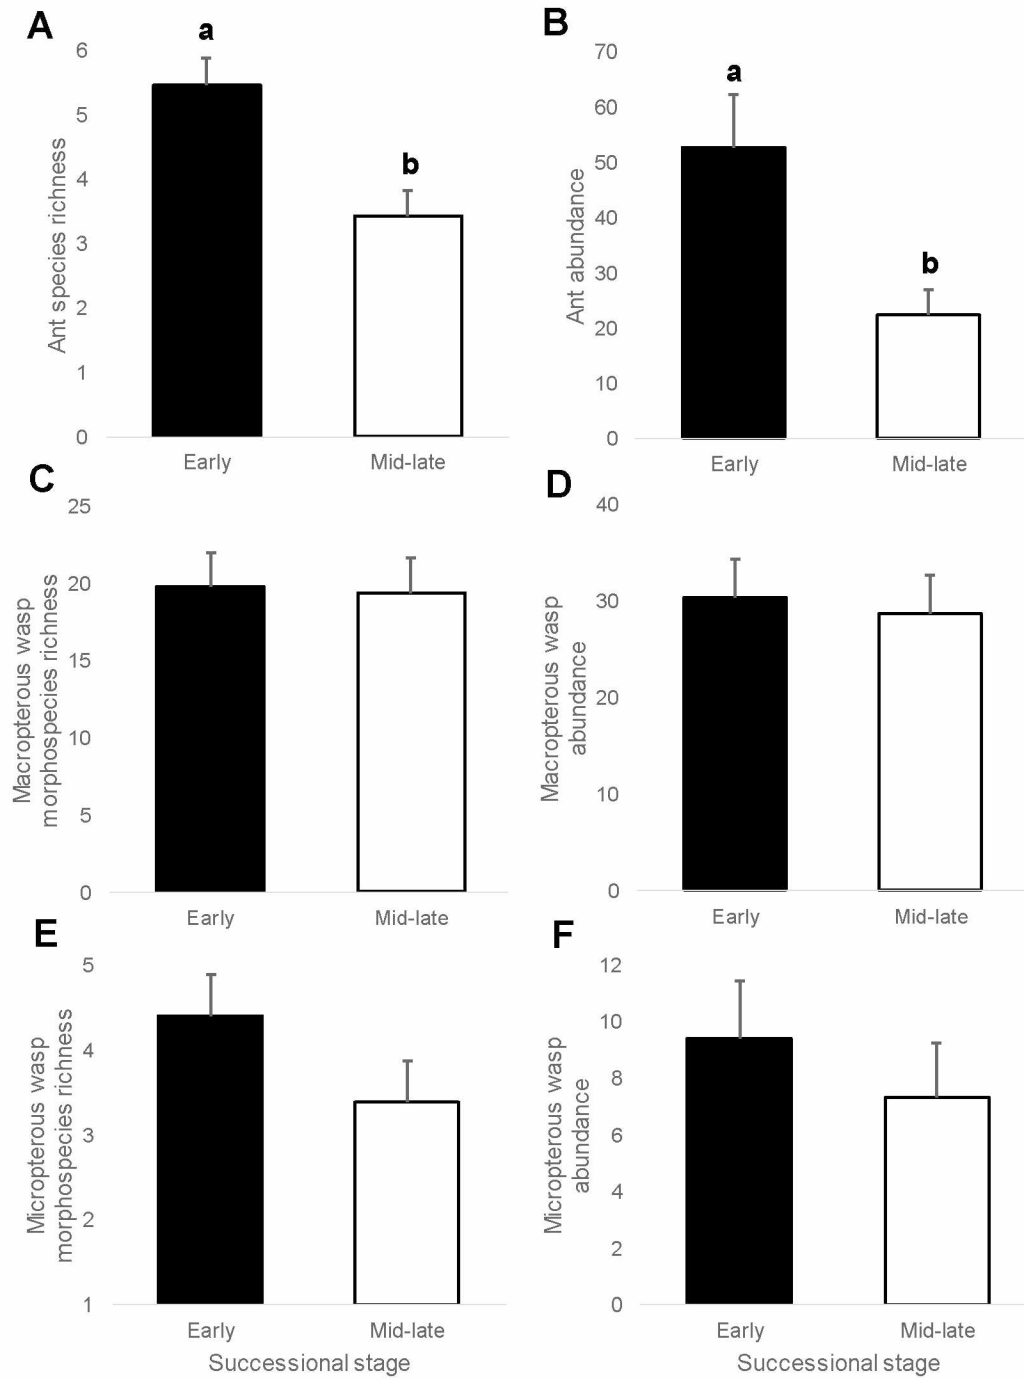 A
a
b
6
5
4
3
2
1
0
Ant species richness
Early
Mid-late
B
a
b
70
60
50
40
30
20
10
0
Ant abundance
Early
Mid-late
C
25
20
15
10
5
0
Macropterous wasp
morphospecies richness
Early
Mid-late
D
40
30
20
10
0
Macropterous wasp
abundance
Early
Mid-late
E
5
4
3
2
1
Micropterous wasp
morphospecies richness
Early
Mid-late
Successional stage
F
12
10
8
6
4
2
0
Micropterous wasp
abundance
Early
Mid-late
Successional stage